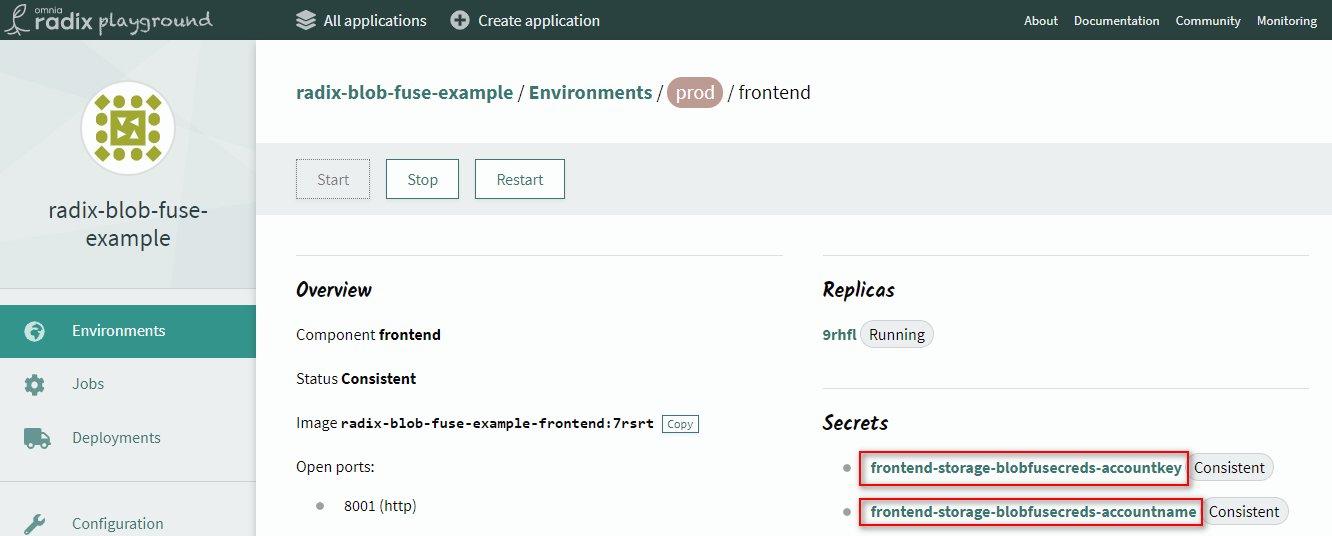 omnia
radix playground
All applications
Create application
About
Documentation
Community
Monitoring
radix-blob-fuse-
example
Environments
Jobs
Deployments
Configuration
radix-blob-fuse-example / Environments / prod / frontend
Start
Stop
Restart
Overview
Component frontend
Status Consistent
Image radix-blob-fuse-example-frontend:7rsrt Copy
Open ports:
8001 (http)
Replicas
9rhfl Running
Secrets
frontend-storage-blobfusecreds-accountkey Consistent
frontend-storage-blobfusecreds-accountname Consistent